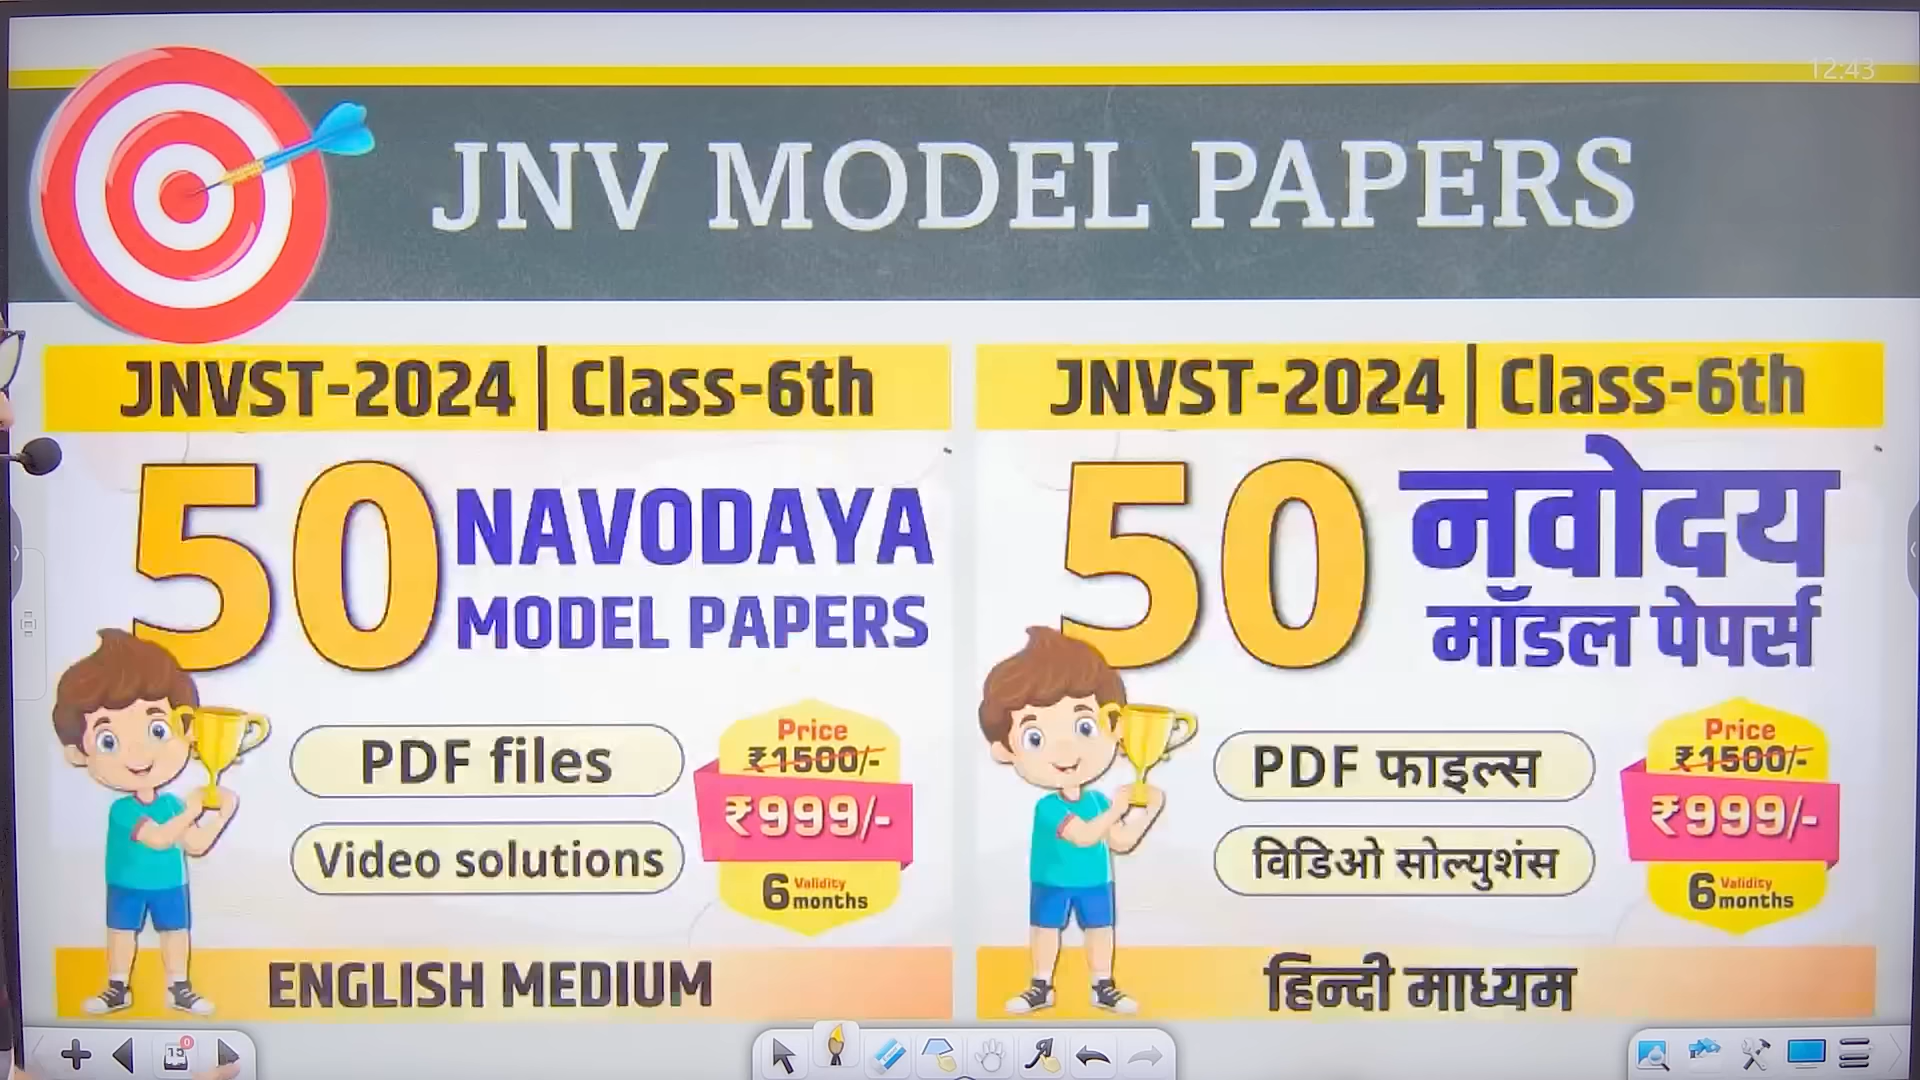 12:43
JNV MODEL PAPERS
JNVST-2024 | Class-6th
50 NAVODAYA
MODEL PAPERS
PDF files
Video solutions
Price
₹1500/-
₹999/-
6 Validity
months
ENGLISH MEDIUM
JNVST-2024 | Class-6th
50 नवोदय
मॉडल पेपर्स
PDF फाइल्स
विडिओ सोल्युशंस
Price
₹1500/-
₹999/-
6 Validity
months
हिन्दी माध्यम
15
0